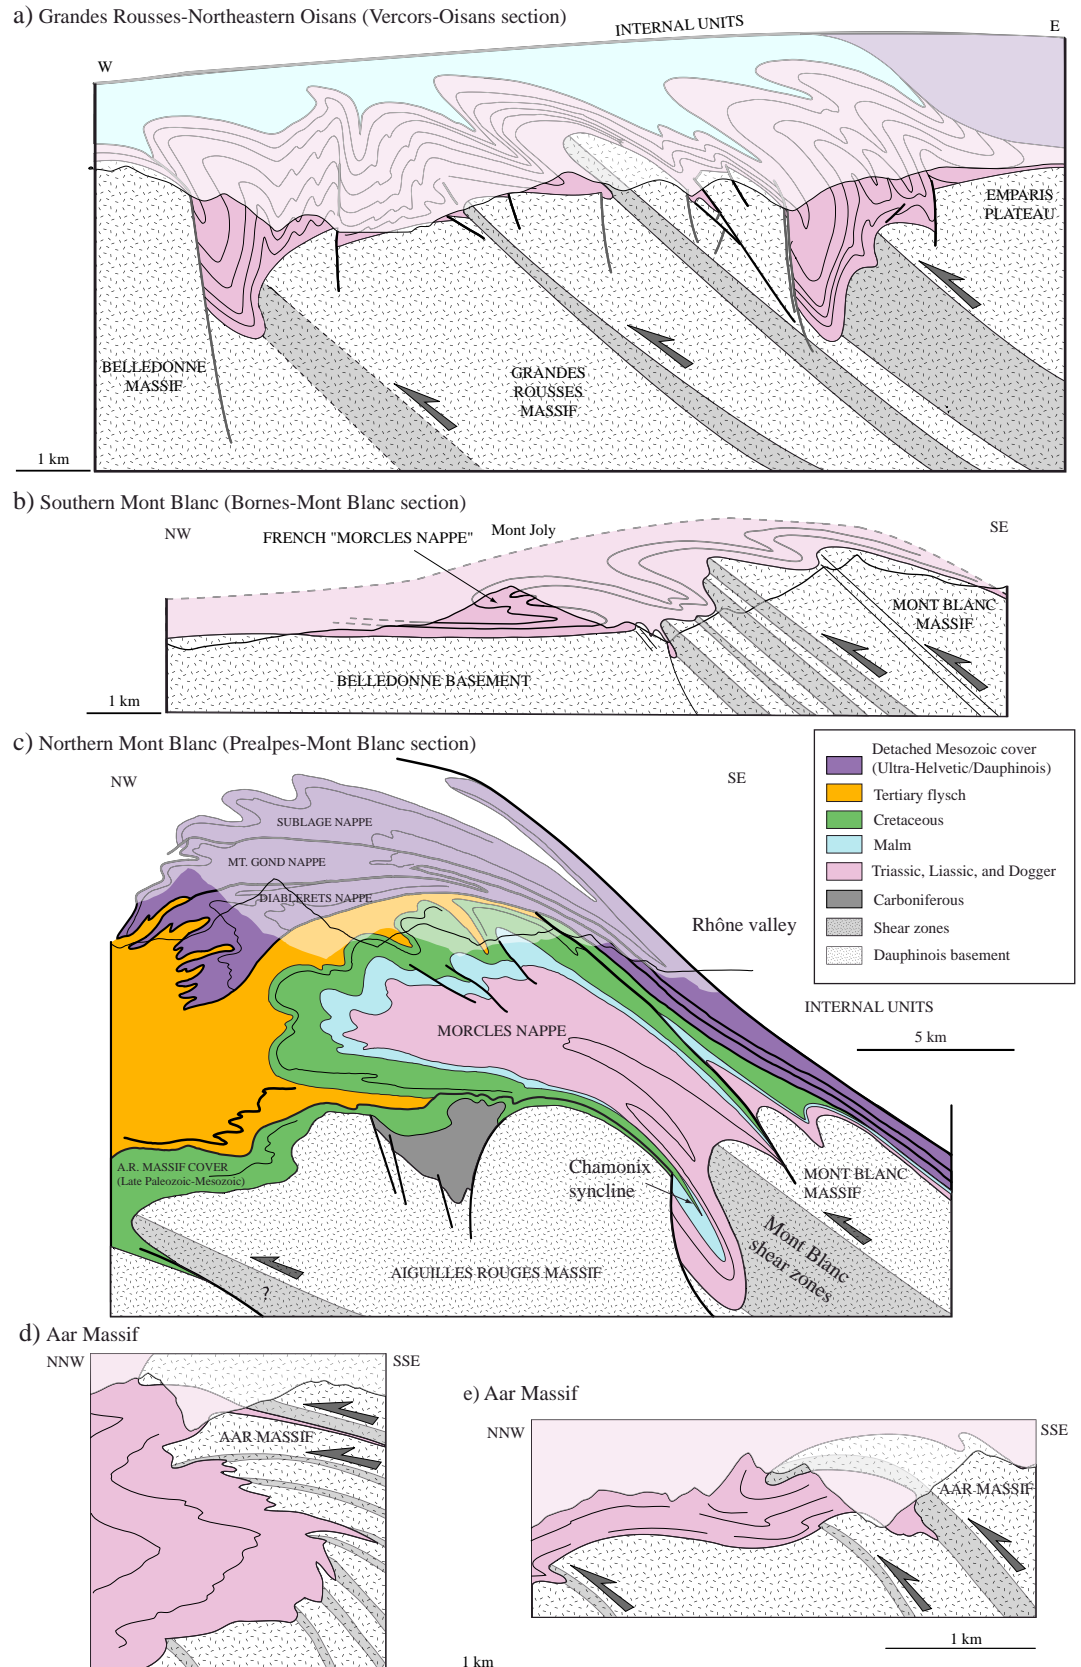 a) Grandes Rousses-Northeastern Oisans (Vercors-Oisans section)
INTERNAL UNITS
E
W
EMPARIS
PLATEAU
BELLEDONNE
MASSIF
GRANDES
ROUSSES
MASSIF
1 km
b) Southern Mont Blanc (Bornes-Mont Blanc section)
NW
FRENCH "MORCLES NAPPE"
Mont Joly
SE
MONT BLANC
MASSIF
BELLEDONNE BASEMENT
1 km
c) Northern Mont Blanc (Prealpes-Mont Blanc section)
NW
SE
Detached Mesozoic cover
(Ultra-Helvetic/Dauphinois)
Tertiary flysch
Cretaceous
Malm
Triassic, Liassic, and Dogger
Carboniferous
Shear zones
Dauphinois basement
SUBLAGE NAPPE
MT. GOND NAPPE
DIABLERETS NAPPE
Rhône valley
INTERNAL UNITS
MORCLES NAPPE
5 km
A.R. MASSIF COVER
(Late Paleozoic-Mesozoic)
Chamonix
syncline
MONT BLANC
MASSIF
Mont Blanc
shear zones
AIGUILLES ROUGES MASSIF
?
d) Aar Massif
NNW
SSE
AAR MASSIF
1 km
e) Aar Massif
NNW
SSE
AAR MASSIF
1 km